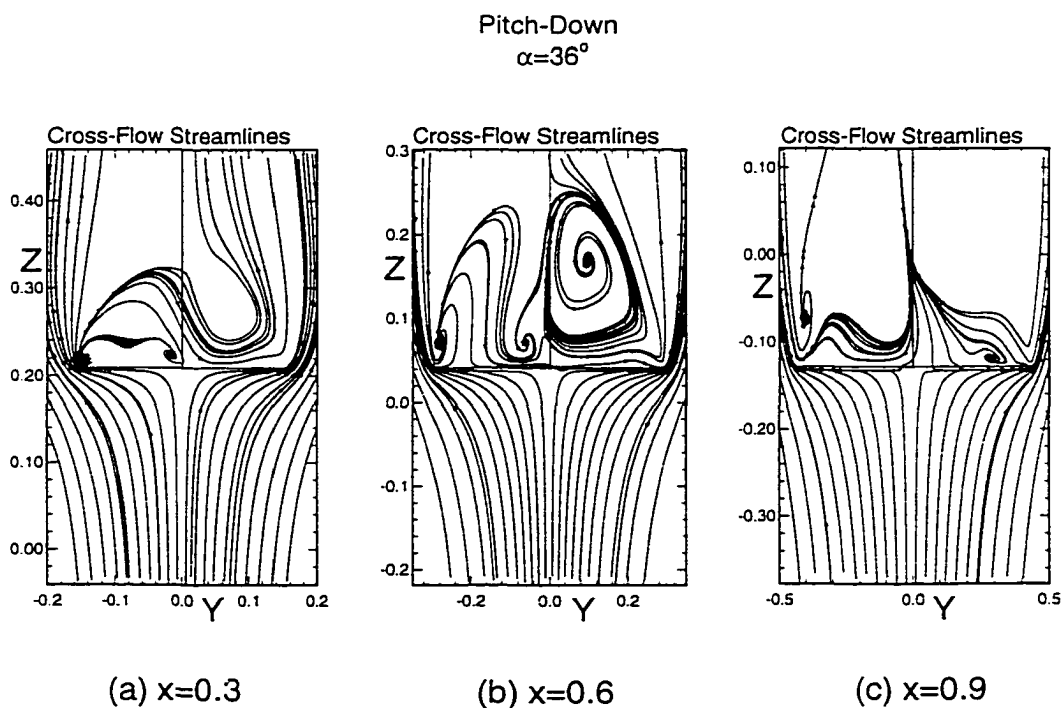 Pitch-Down
α=36°
Cross-Flow Streamlines
Cross-Flow Streamlines
Cross-Flow Streamlines
0.40
0.30
0.20
0.10
0.00
Z
-0.2
-0.1
0.0
Y
0.1
0.2
0.3
0.2
0.1
0.0
-0.1
-0.2
Z
0.0
Y
0.2
0.10
0.00
-0.10
-0.20
-0.30
Z
-0.5
0.0
Y
0.5
(a) x=0.3
(b) x=0.6
(c) x=0.9